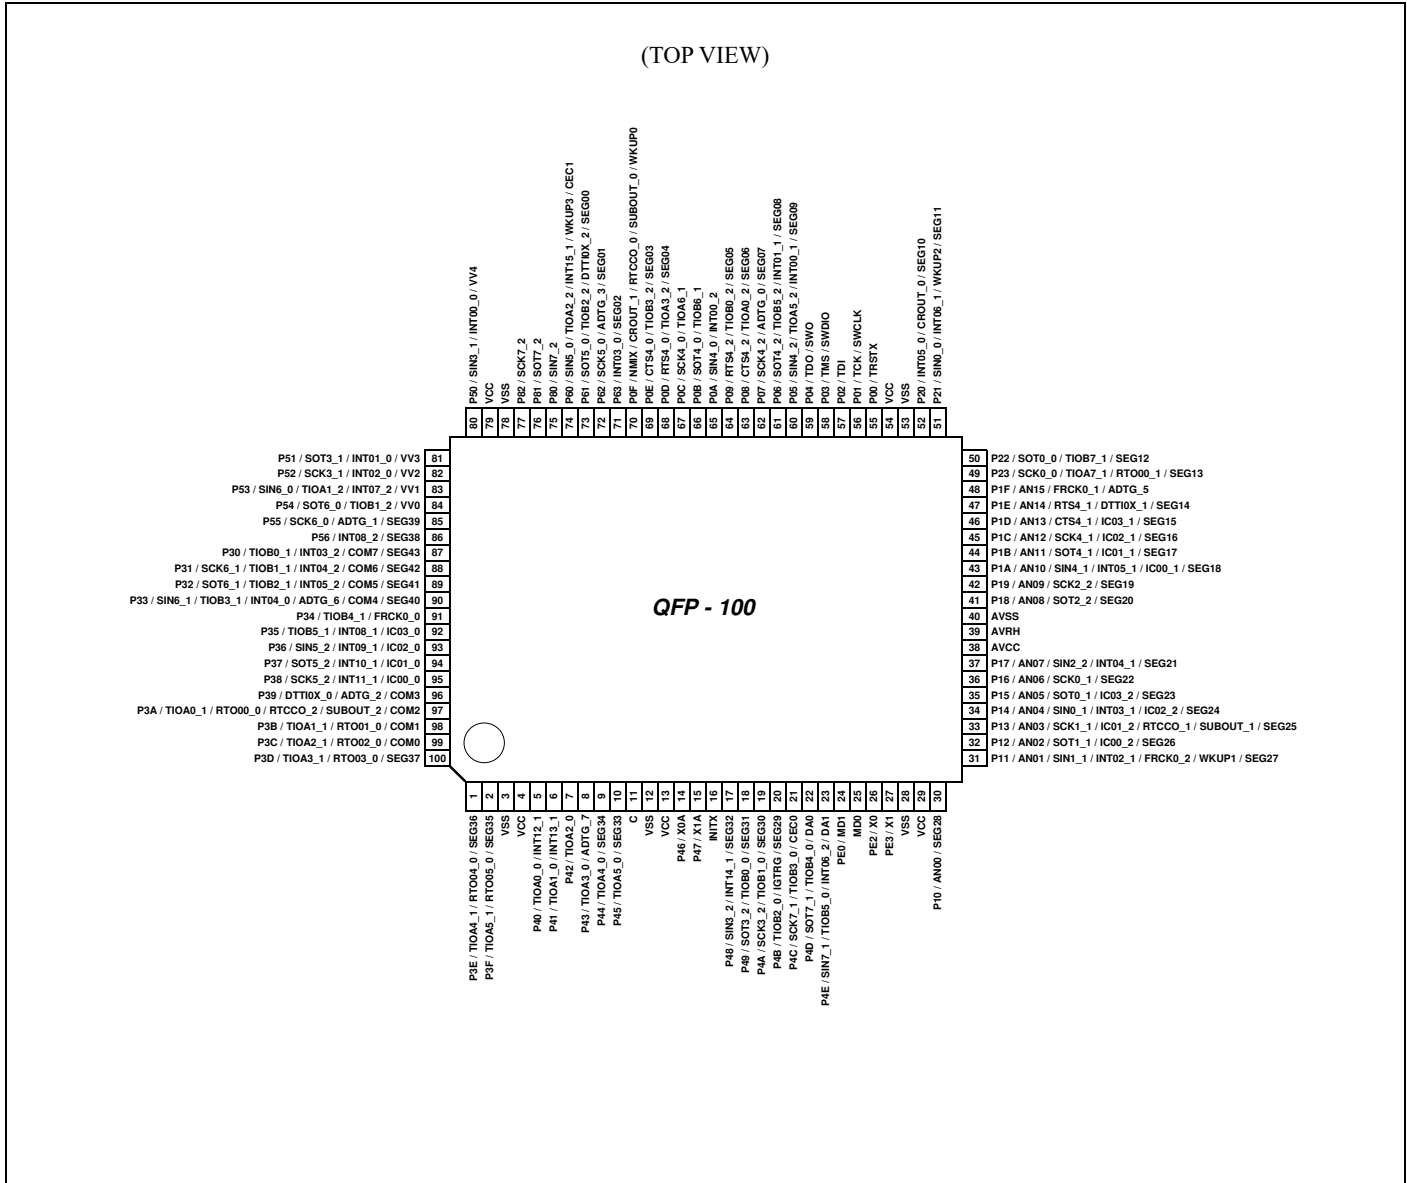 (TOP VIEW)
P50 / SIN3_1 / INT00_0 / VV4
VCC
VSS
P82 / SCK7_2
P81 / SOT7_2
P80 / SIN7_2
P60 / SIN5_0 / TIOA2_2 / INT15_1 / WKUP3 / CEC1
P61 / SOT5_0 / TIOB2_2 / DTTI0X_2 / SEG00
P62 / SCK5_0 / ADTG_3 / SEG01
P63 / INT03_0 / SEG02
P0F / NMIX / CROUT_1 / RTCCO_0 / SUBOUT_0 / WKUP0
P0E / CTS4_0 / TIOB3_2 / SEG03
P0D / RTS4_0 / TIOA3_2 / SEG04
P0C / SCK4_0 / TIOA6_1
P0B / SOT4_0 / TIOB6_1
P0A / SIN4_0 / INT00_2
P09 / RTS4_2 / TIOB0_2 / SEG05
P08 / CTS4_2 / TIOA0_2 / SEG06
P07 / SCK4_2 / ADTG_0 / SEG07
P06 / SOT4_2 / TIOB5_2 / INT01_1 / SEG08
P05 / SIN4_2 / TIOA5_2 / INT00_1 / SEG09
P04 / TDO / SWO
P03 / TMS / SWDIO
P02 / TDI
P01 / TCK / SWCLK
P00 / TRSTX
VCC
VSS
P20 / INT05_0 / CROUT_0 / SEG10
P21 / SIN0_0 / INT06_1 / WKUP2 / SEG11
80 79 78 77 76 75 74 73 72 71 70 69 68 67 66 65 64 63 62 61 60 59 58 57 56 55 54 53 52 51
P51 / SOT3_1 / INT01_0 / VV3 81
P52 / SCK3_1 / INT02_0 / VV2 82
P53 / SIN6_0 / TIOA1_2 / INT07_2 / VV1 83
P54 / SOT6_0 / TIOB1_2 / VV0 84
P55 / SCK6_0 / ADTG_1 / SEG39 85
P56 / INT08_2 / SEG38 86
P30 / TIOB0_1 / INT03_2 / COM7 / SEG43 87
P31 / SCK6_1 / TIOB1_1 / INT04_2 / COM6 / SEG42 88
P32 / SOT6_1 / TIOB2_1 / INT05_2 / COM5 / SEG41 89
P33 / SIN6_1 / TIOB3_1 / INT04_0 / ADTG_6 / COM4 / SEG40 90
P34 / TIOB4_1 / FRCK0_0 91
P35 / TIOB5_1 / INT08_1 / IC03_0 92
P36 / SIN5_2 / INT09_1 / IC02_0 93
P37 / SOT5_2 / INT10_1 / IC01_0 94
P38 / SCK5_2 / INT11_1 / IC00_0 95
P39 / DTTI0X_0 / ADTG_2 / COM3 96
P3A / TIOA0_1 / RTO00_0 / RTCCO_2 / SUBOUT_2 / COM2 97
P3B / TIOA1_1 / RTO01_0 / COM1 98
P3C / TIOA2_1 / RTO02_0 / COM0 99
P3D / TIOA3_1 / RTO03_0 / SEG37 100
QFP - 100
50 P22 / SOT0_0 / TIOB7_1 / SEG12
49 P23 / SCK0_0 / TIOA7_1 / RTO00_1 / SEG13
48 P1F / AN15 / FRCK0_1 / ADTG_5
47 P1E / AN14 / RTS4_1 / DTTI0X_1 / SEG14
46 P1D / AN13 / CTS4_1 / IC03_1 / SEG15
45 P1C / AN12 / SCK4_1 / IC02_1 / SEG16
44 P1B / AN11 / SOT4_1 / IC01_1 / SEG17
43 P1A / AN10 / SIN4_1 / INT05_1 / IC00_1 / SEG18
42 P19 / AN09 / SCK2_2 / SEG19
41 P18 / AN08 / SOT2_2 / SEG20
40 AVSS
39 AVRH
38 AVCC
37 P17 / AN07 / SIN2_2 / INT04_1 / SEG21
36 P16 / AN06 / SCK0_1 / SEG22
35 P15 / AN05 / SOT0_1 / IC03_2 / SEG23
34 P14 / AN04 / SIN0_1 / INT03_1 / IC02_2 / SEG24
33 P13 / AN03 / SCK1_1 / IC01_2 / RTCCO_1 / SUBOUT_1 / SEG25
32 P12 / AN02 / SOT1_1 / IC00_2 / SEG26
31 P11 / AN01 / SIN1_1 / INT02_1 / FRCK0_2 / WKUP1 / SEG27
1 2 3 4 5 6 7 8 9 10 11 12 13 14 15 16 17 18 19 20 21 22 23 24 25 26 27 28 29 30
P3E / TIOA4_1 / RTO04_0 / SEG36
P3F / TIOA5_1 / RTO05_0 / SEG35
VSS
VCC
P40 / TIOA0_0 / INT12_1
P41 / TIOA1_0 / INT13_1
P42 / TIOA2_0
P43 / TIOA3_0 / ADTG_7
P44 / TIOA4_0 / SEG34
P45 / TIOA5_0 / SEG33
C
VSS
VCC
P46 / X0A
P47 / X1A
INITX
P48 / SIN3_2 / INT14_1 / SEG32
P49 / SOT3_2 / TIOB0_0 / SEG31
P4A / SCK3_2 / TIOB1_0 / SEG30
P4B / TIOB2_0 / IGTRG / SEG29
P4C / SCK7_1 / TIOB3_0 / CEC0
P4D / SOT7_1 / TIOB4_0 / DA0
P4E / SIN7_1 / TIOB5_0 / INT06_2 / DA1
PE0 / MD1
MD0
PE2 / X0
PE3 / X1
VSS
VCC
P10 / AN00 / SEG28